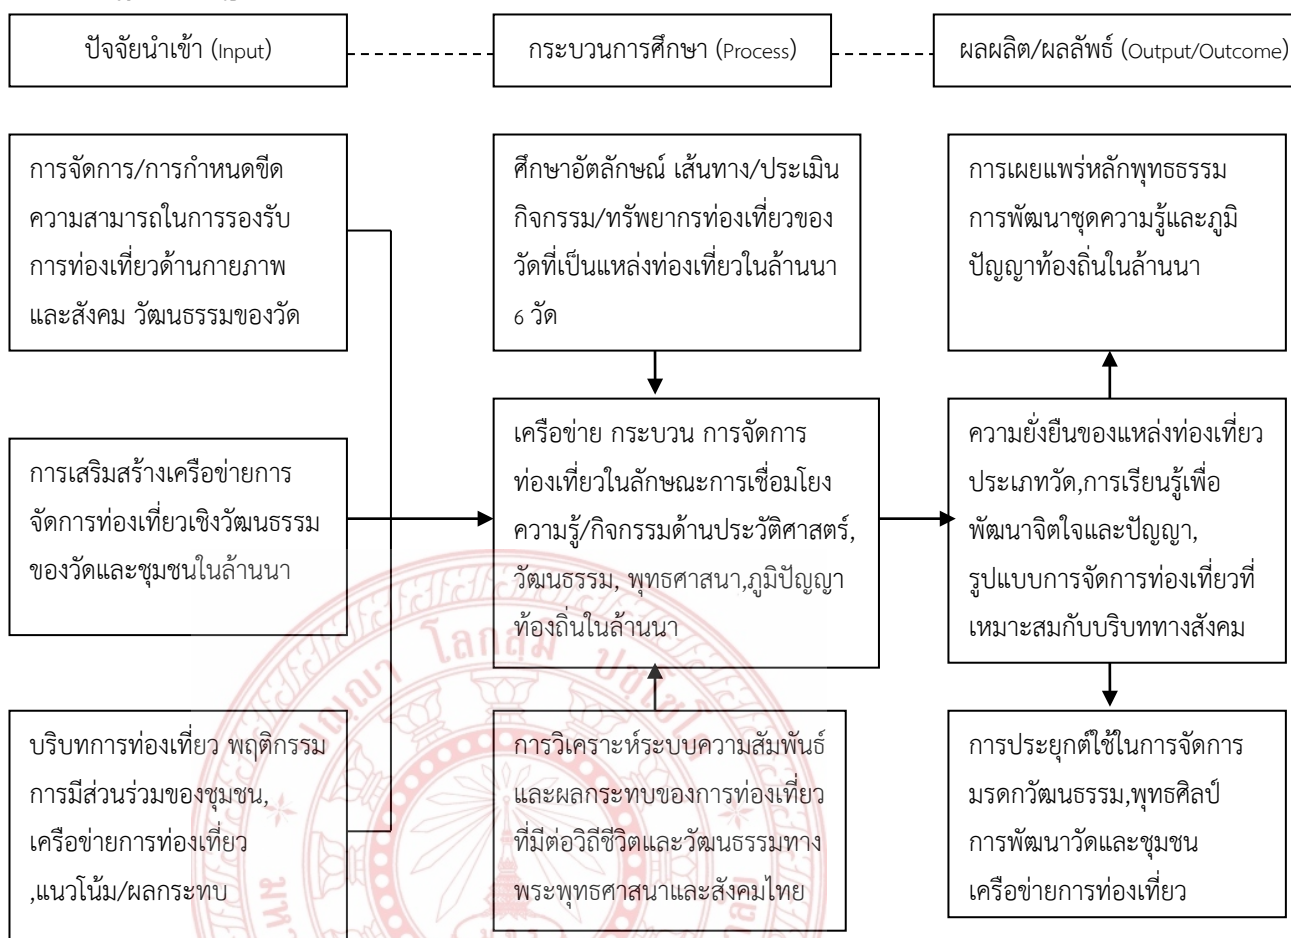 ปัจจัยนำเข้า (Input)
กระบวนการศึกษา (Process)
ผลผลิต/ผลลัพธ์ (Output/Outcome)
การจัดการ/การกำหนดขีด
ความสามารถในการรองรับ
การท่องเที่ยวด้านกายภาพ
และสังคม วัฒนธรรมของวัด
ศึกษาอัตลักษณ์ เส้นทาง/ประเมิน
กิจกรรม/ทรัพยากรท่องเที่ยวของ
วัดที่เป็นแหล่งท่องเที่ยวในล้านนา
6 วัด
การเผยแพร่หลักพุทธธรรม
การพัฒนาชุดความรู้และภูมิ
ปัญญาท้องถิ่นในล้านนา
การเสริมสร้างเครือข่ายการ
จัดการท่องเที่ยวเชิงวัฒนธรรม
ของวัดและชุมชนในล้านนา
เครือข่าย กระบวน การจัดการ
ท่องเที่ยวในลักษณะการเชื่อมโยง
ความรู้/กิจกรรมด้านประวัติศาสตร์,
วัฒนธรรม, พุทธศาสนา,ภูมิปัญญา
ท้องถิ่นในล้านนา
ความยั่งยืนของแหล่งท่องเที่ยว
ประเภทวัด,การเรียนรู้เพื่อ
พัฒนาจิตใจและปัญญา,
รูปแบบการจัดการท่องเที่ยวที่
เหมาะสมกับบริบททางสังคม
บริบทการท่องเที่ยว พฤติกรรม
การมีส่วนร่วมของชุมชน,
เครือข่ายการท่องเที่ยว
,แนวโน้ม/ผลกระทบ
การวิเคราะห์ระบบความสัมพันธ์
และผลกระทบของการท่องเที่ยว
ที่มีต่อวิถีชีวิตและวัฒนธรรมทาง
พระพุทธศาสนาและสังคมไทย
การประยุกต์ใช้ในการจัดการ
มรดกวัฒนธรรม,พุทธศิลป์
การพัฒนาวัดและชุมชน
เครือข่ายการท่องเที่ยว
ปญฺญา โลกสฺมิ ปชฺโชโต